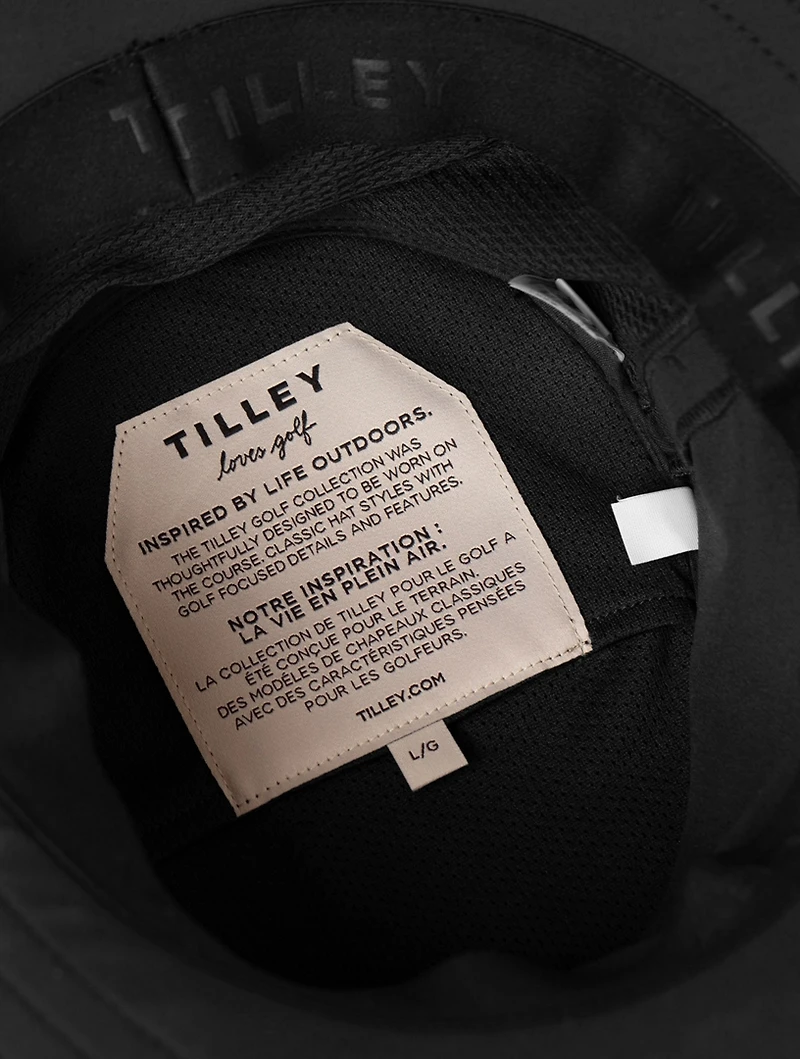 TILLEY
TILLEY
TILLEY
loves golf
INSPIRED BY LIFE OUTDOORS.
THE TILLEY GOLF COLLECTION WAS
THOUGHTFULLY DESIGNED TO BE WORN ON
THE COURSE. CLASSIC HAT STYLES WITH
GOLF FOCUSED DETAILS AND FEATURES.
NOTRE INSPIRATION :
LA VIE EN PLEIN AIR.
LA COLLECTION DE TILLEY POUR LE GOLF A
ÉTÉ CONÇUE POUR LE TERRAIN.
DES MODÈLES DE CHAPEAUX CLASSIQUES
AVEC DES CARACTÉRISTIQUES PENSÉES
POUR LES GOLFEURS.
TILLEY.COM
L/G